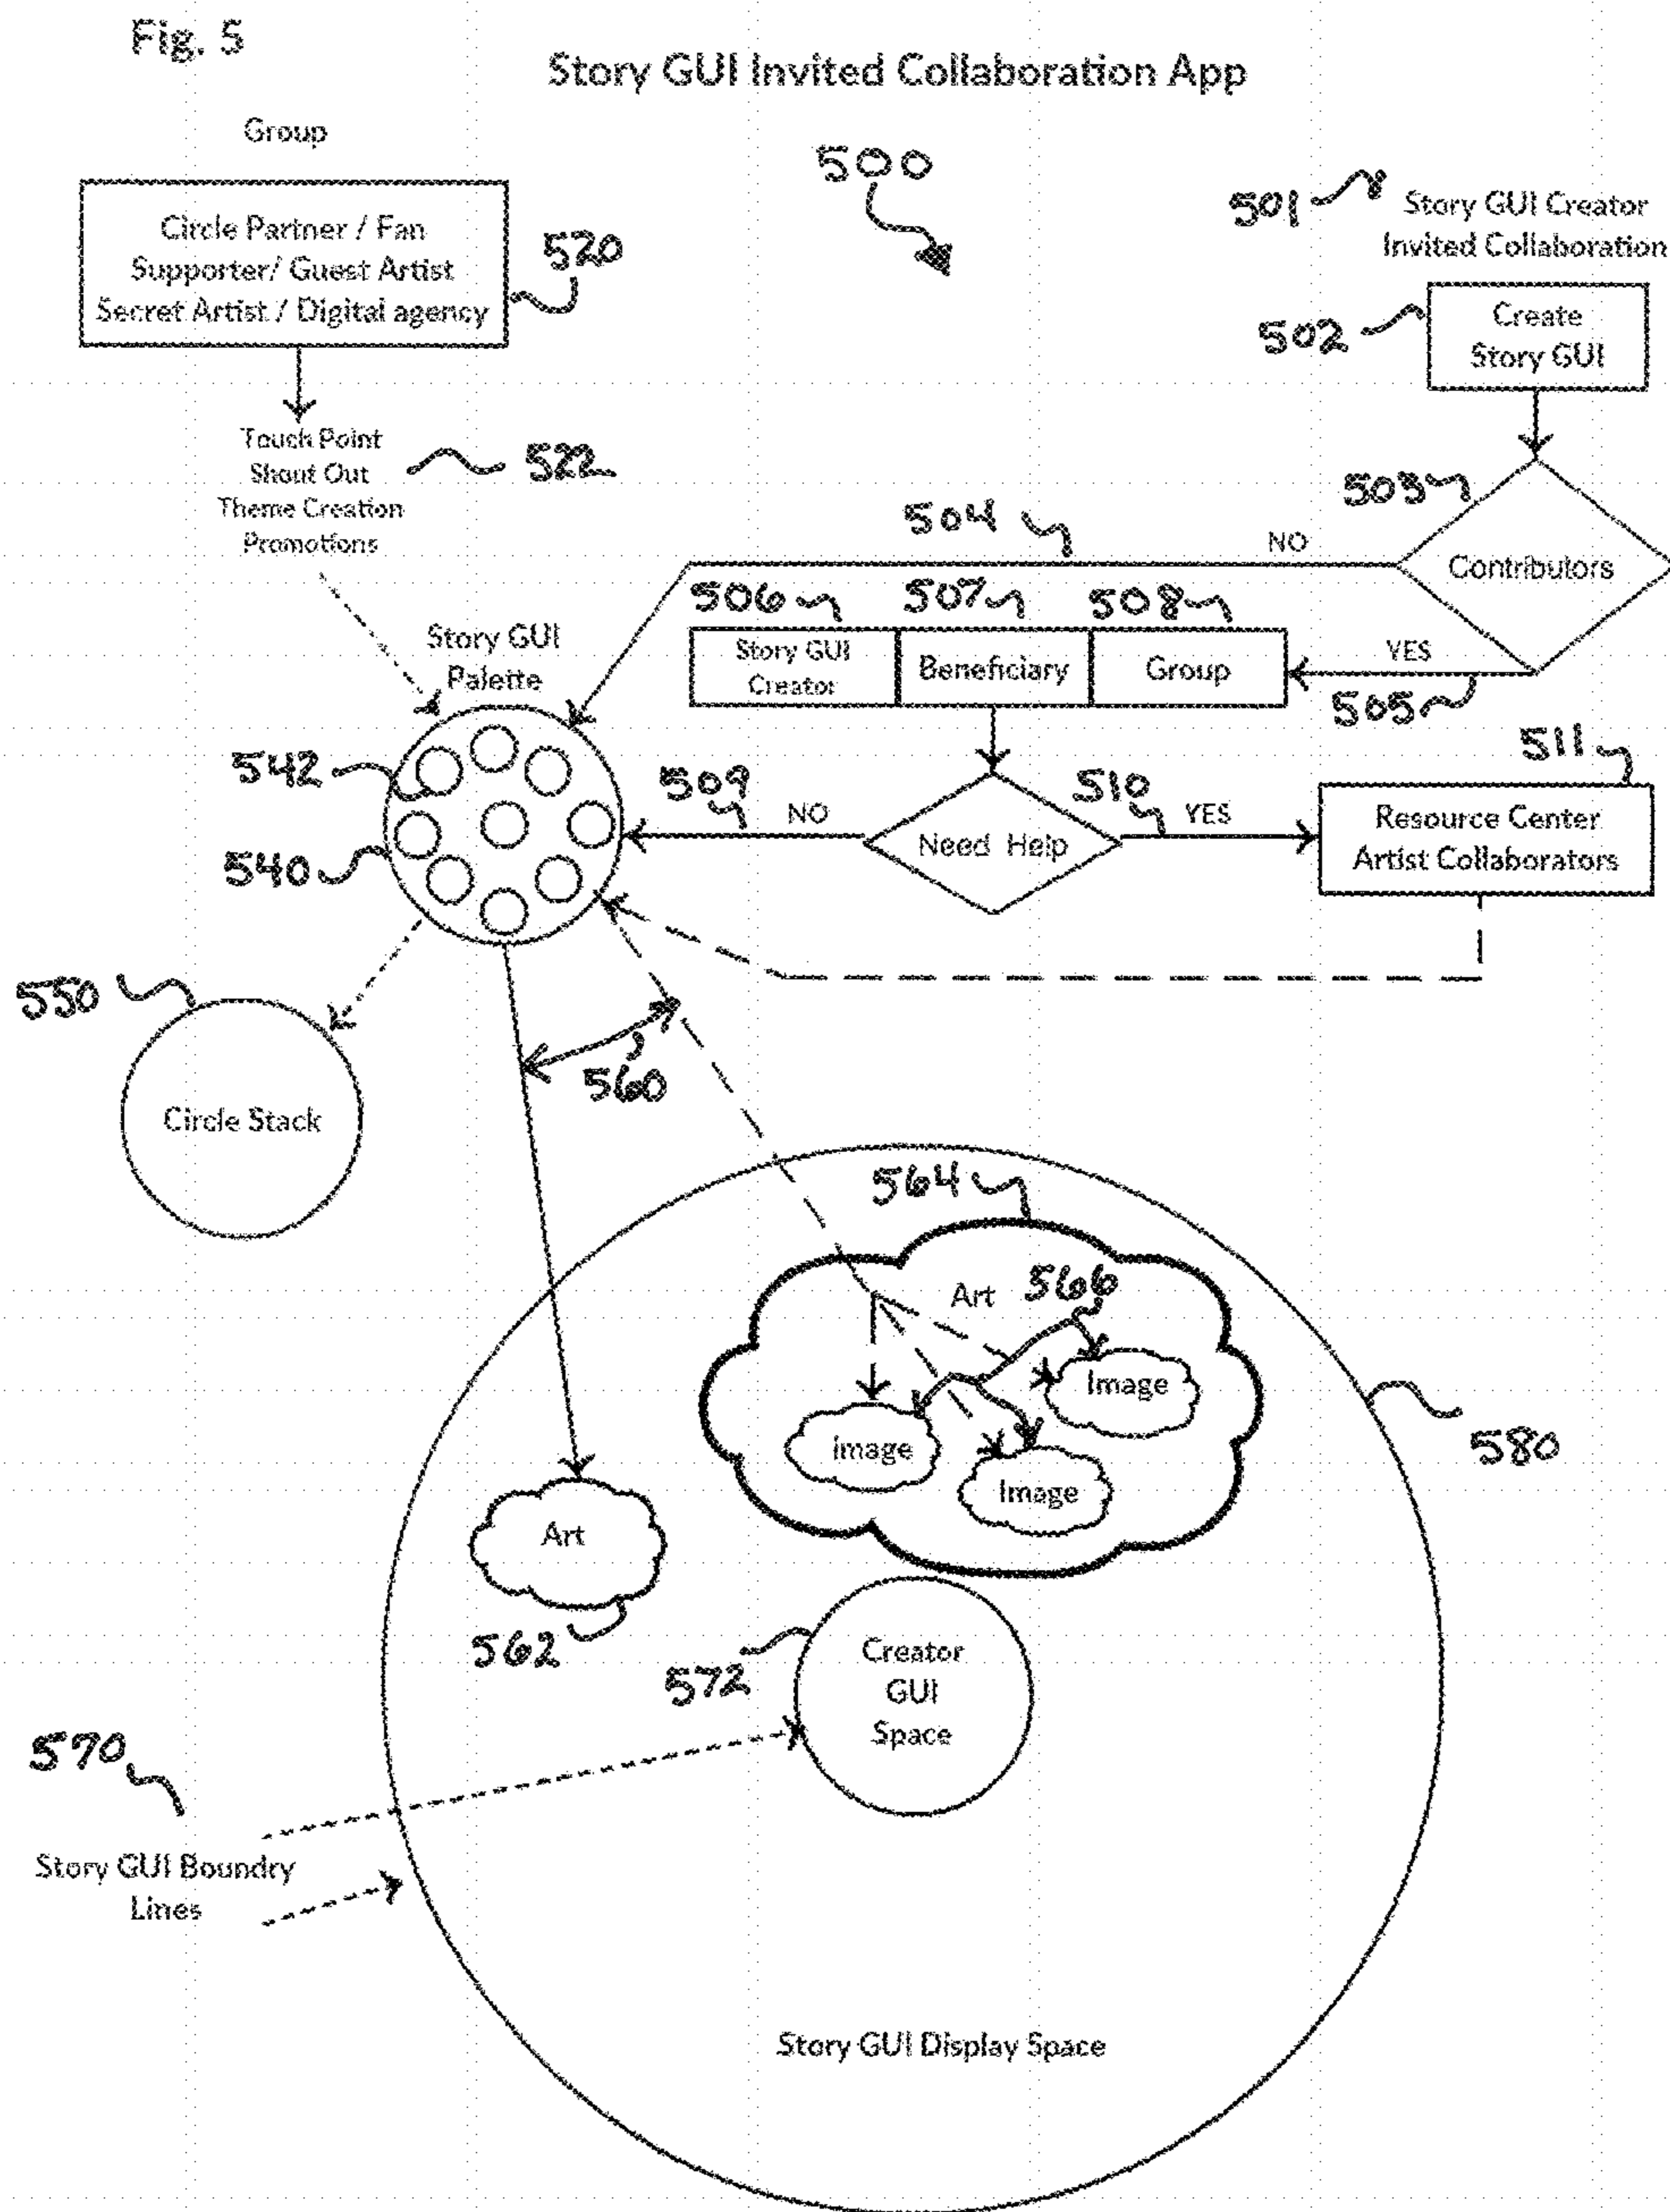 Fig. 5
Story GUI Invited Collaboration App
Group
500
501
Story GUI Creator
Invited Collaboration
Circle Partner / Fan
Supporter/ Guest Artist
Secret Artist / Digital agency
520
502
Create
Story GUI
Touch Point
Shout Out
Theme Creation
Promotions
522
503
504
NO
Contributors
506
507
508
Story GUI
Creator
Beneficiary
Group
YES
505
Story GUI
Palette
511
542
509
NO
510
YES
Need Help
Resource Center
Artist Collaborators
540
550
560
Circle Stack
564
Art
566
Image
image
Image
580
Art
562
572
Creator
GUI
Space
570
Story GUI Boundry
Lines
Story GUI Display Space